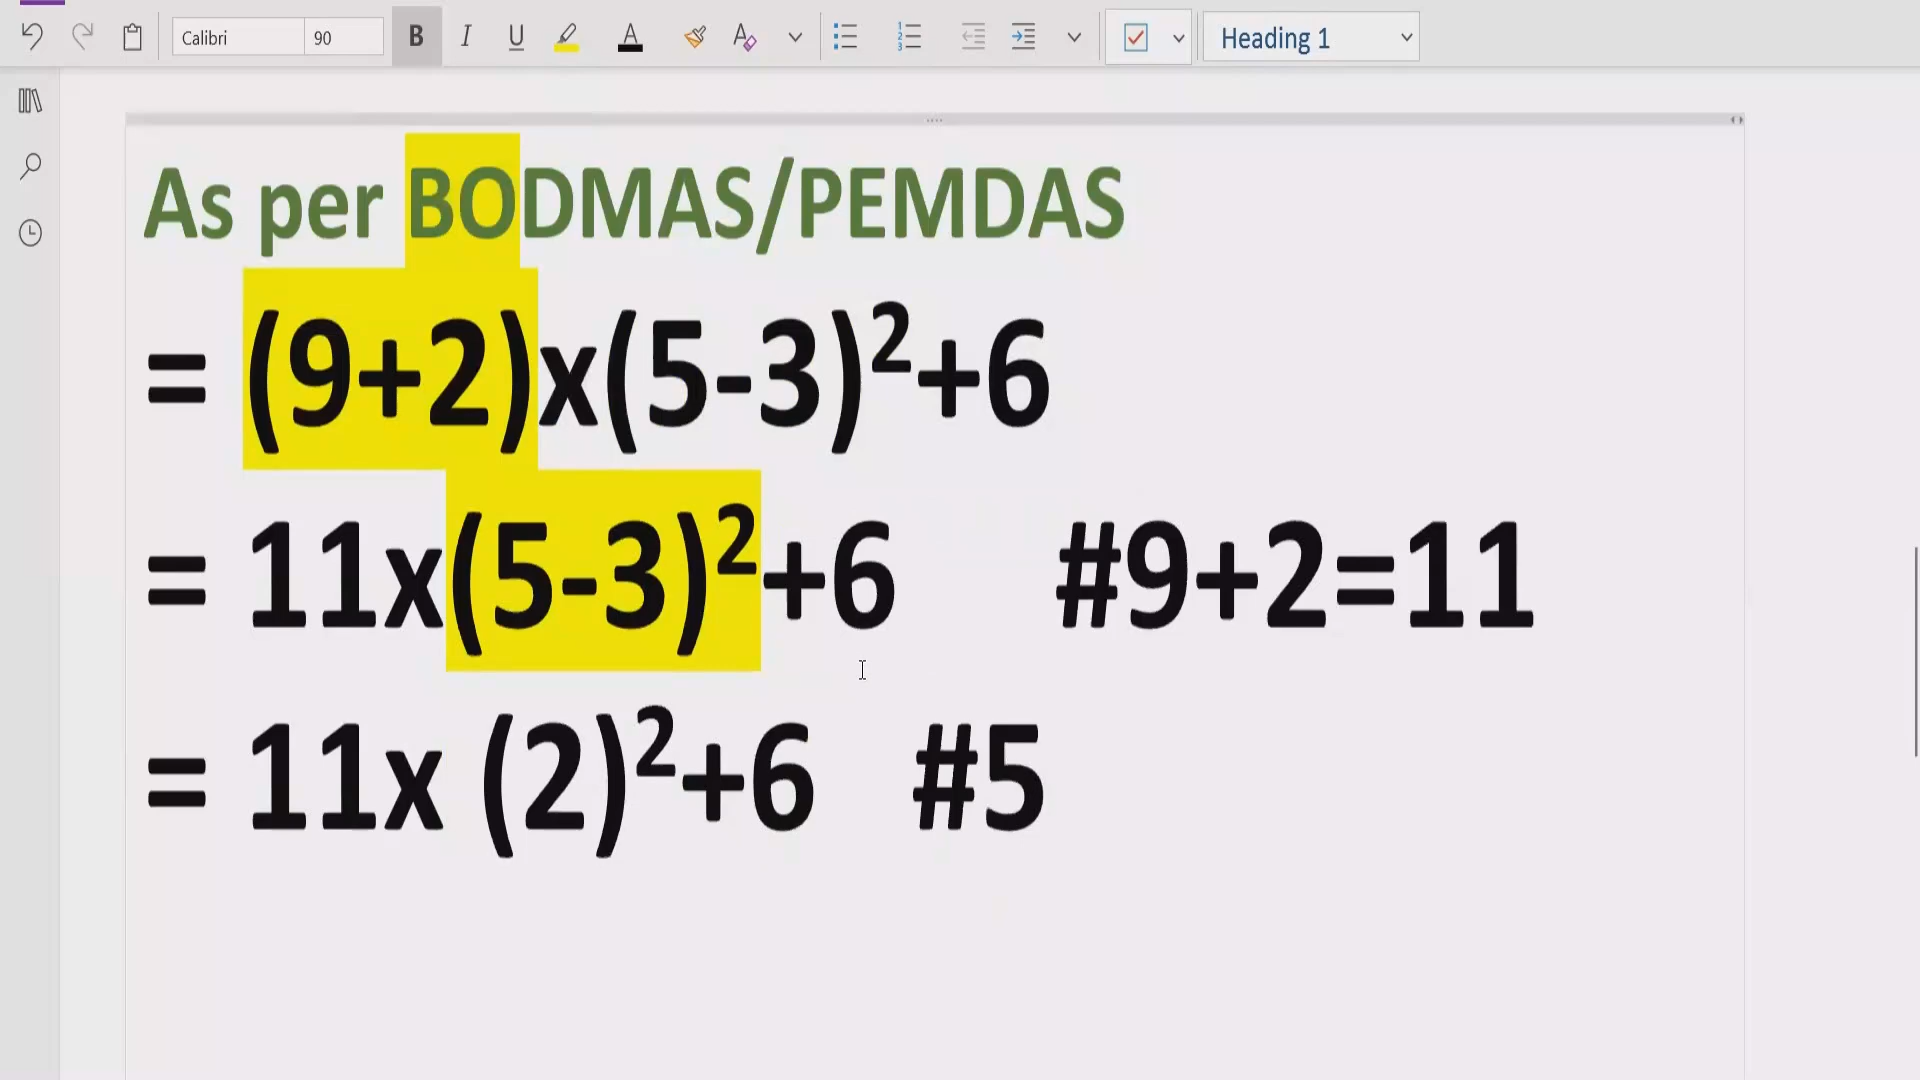 Calibri 90 B I U A A Heading 1
As per BODMAS/PEMDAS
= (9+2)x(5-3)²+6
= 11x(5-3)²+6 #9+2=11
= 11x (2)²+6 #5